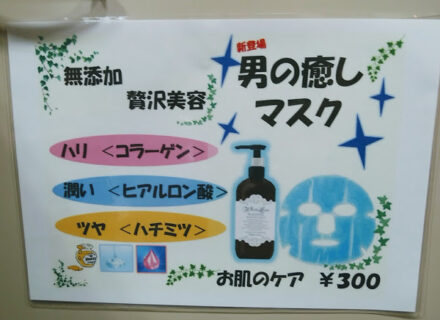 新登場
無添加
贅沢美容
男の癒し
マスク
ハリ <コラーゲン>
潤い <ヒアルロン酸>
ツヤ <ハチミツ>
お肌のケア ¥300